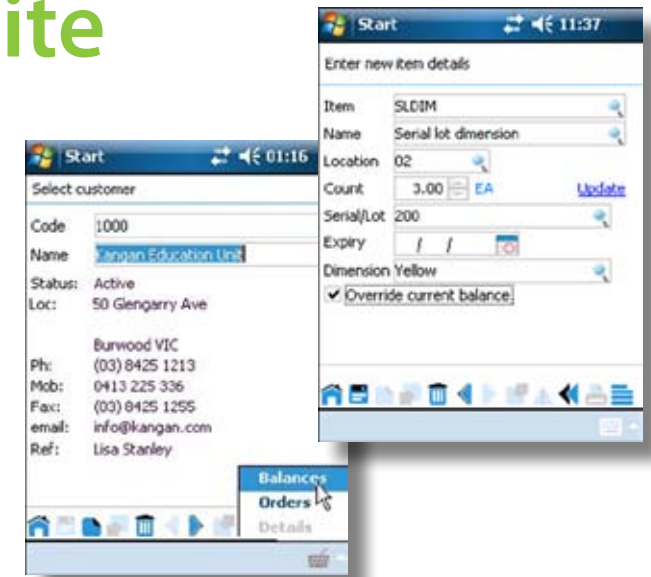 ite
Start 11:37
Enter new item details
Item SLDIM
Name Serial lot dimension
Location 02
Count 3.00 EA Update
Serial/Lot 200
Expiry / /
Dimension Yellow
Override current balance.
Start 01:16
Select customer
Code 1000
Name Kangan Education Unit
Status: Active
Loc: 50 Glengarry Ave
Burwood VIC
Ph: (03) 8425 1213
Mob: 0413 225 336
Fax: (03) 8425 1255
email: info@kangan.com
Ref: Lisa Stanley
Balances
Orders
Details